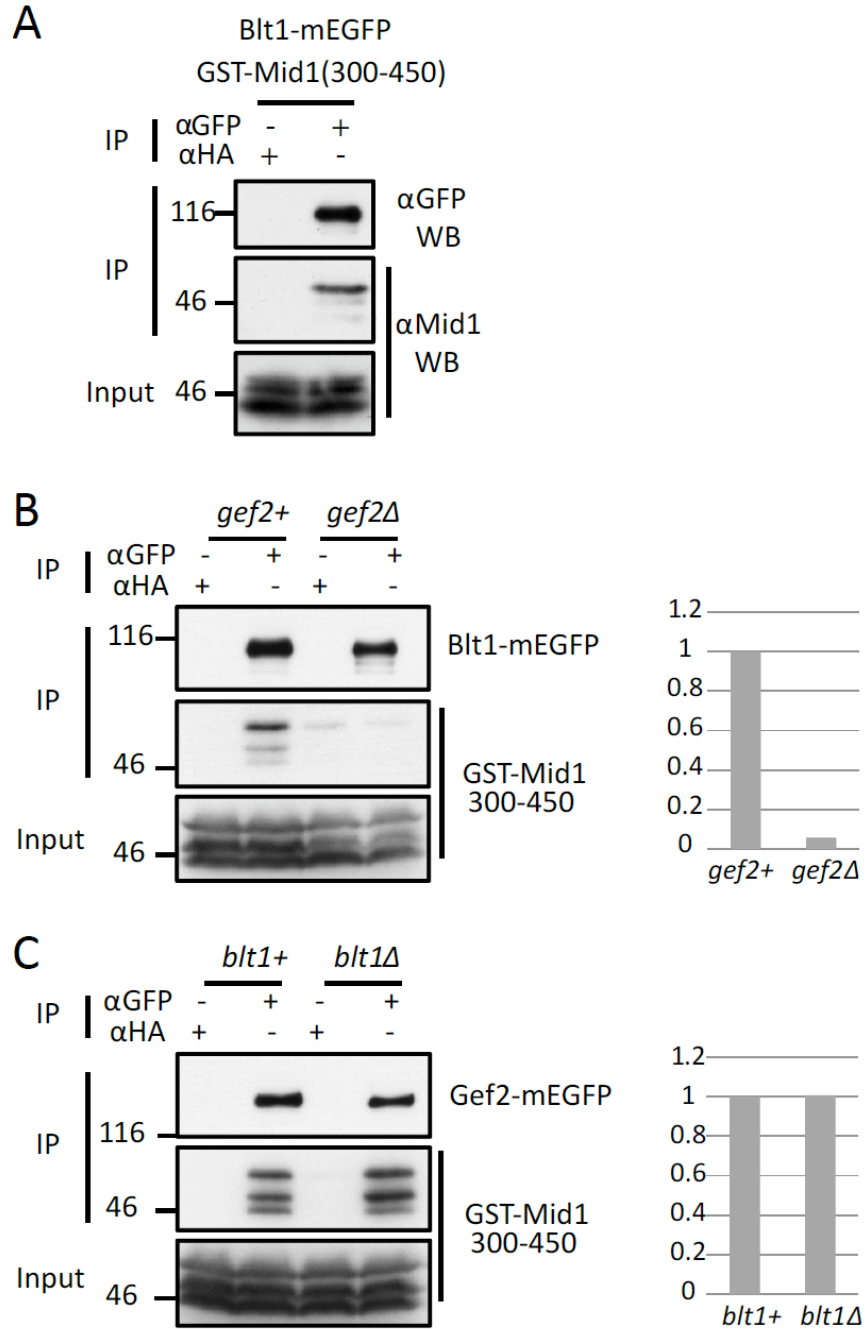 A
Blt1-mEGFP
GST-Mid1(300-450)
IP
αGFP - +
αHA + -
IP
116
αGFP
WB
46
αMid1
WB
Input
46
B
gef2+ gef2Δ
IP
αGFP - + - +
αHA + - + -
IP
116
Blt1-mEGFP
46
GST-Mid1
300-450
Input
46
1.2
1
0.8
0.6
0.4
0.2
0
gef2+ gef2Δ
C
blt1+ blt1Δ
IP
αGFP - + - +
αHA + - + -
IP
Gef2-mEGFP
116
46
GST-Mid1
300-450
Input
46
1.2
1
0.8
0.6
0.4
0.2
0
blt1+ blt1Δ